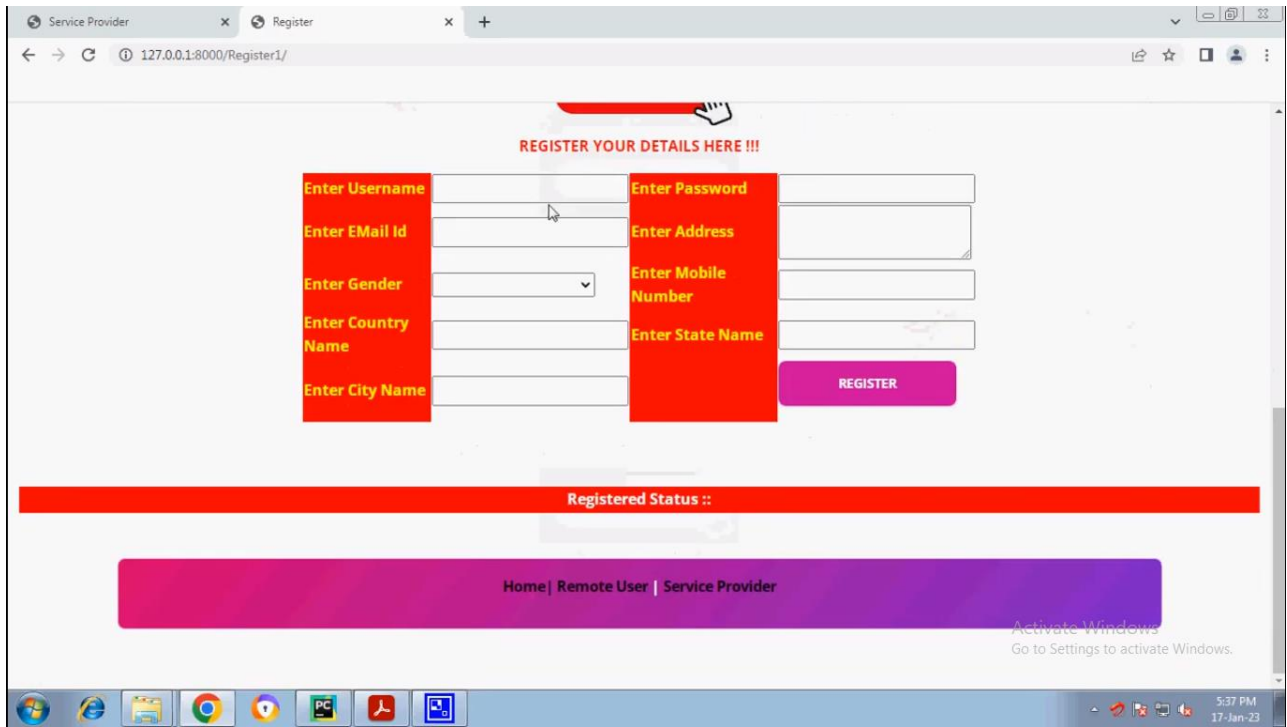 Service Provider
Register
127.0.0.1:8000/Register1/
REGISTER YOUR DETAILS HERE !!!
Enter Username
Enter Password
Enter EMail Id
Enter Address
Enter Gender
Enter Mobile
Number
Enter Country
Name
Enter State Name
Enter City Name
REGISTER
Registered Status ::
Home| Remote User | Service Provider
Activate Windows
Go to Settings to activate Windows.
PC
5:37 PM
17-Jan-23